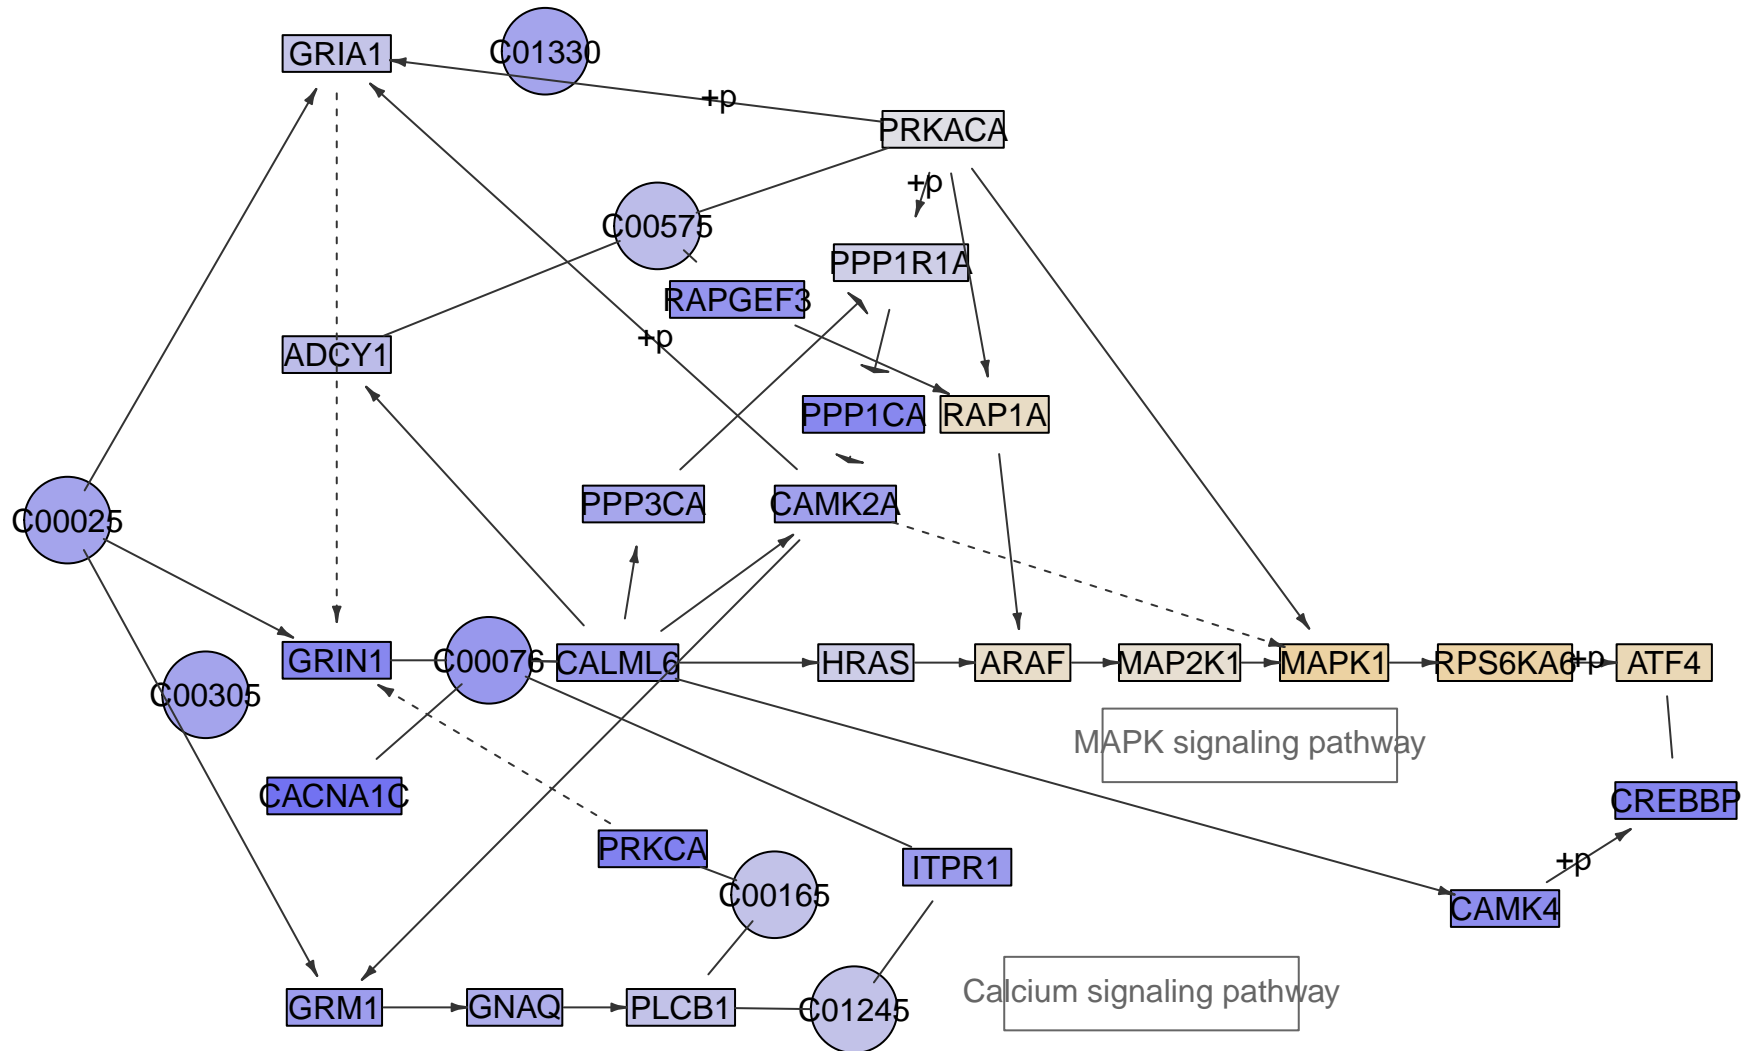 GRIA1
C01330
+p
PRKACA
+p
C00575
PPP1R1A
RAPGEF3
+p
ADCY1
PPP1CA
RAP1A
C00025
PPP3CA
CAMK2A
GRIN1
C00076
CALML6
HRAS
ARAF
MAP2K1
MAPK1
RPS6KA6
+p
ATF4
C00305
MAPK signaling pathway
CACNA1C
CREBBP
PRKCA
ITPR1
+p
C00165
CAMK4
Calcium signaling pathway
GRM1
GNAQ
PLCB1
C01245